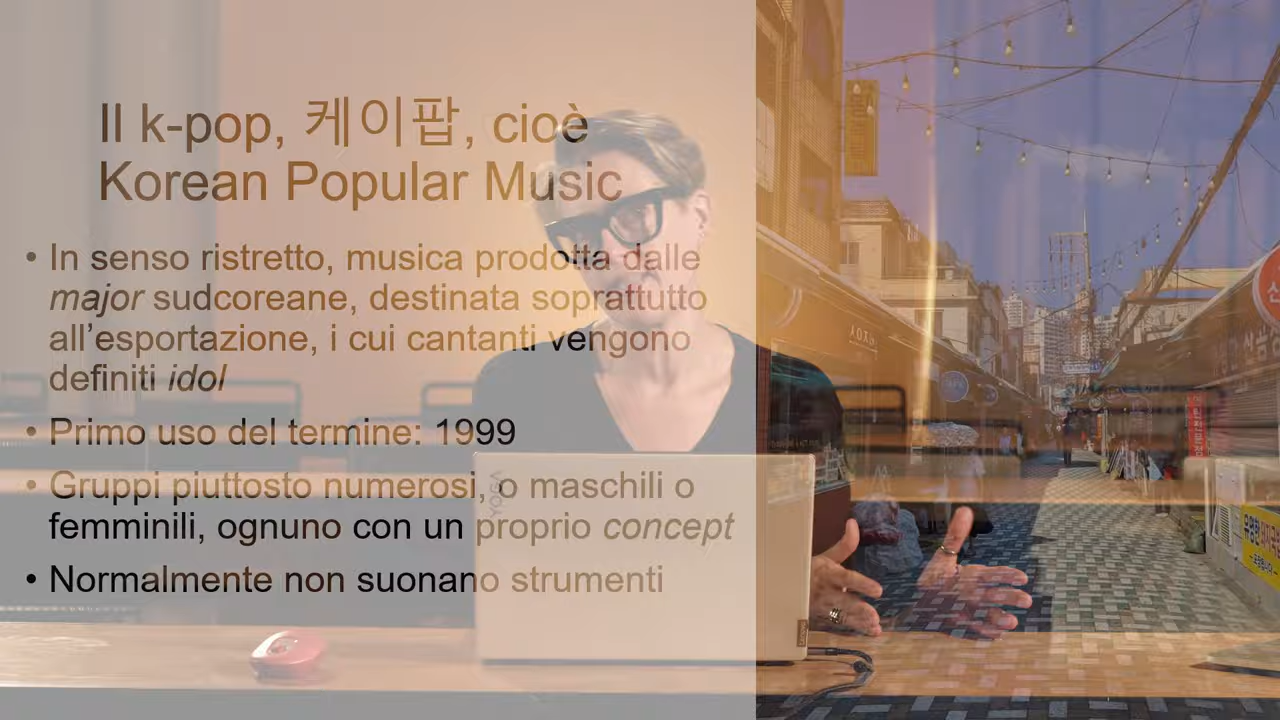 Il k-pop, 케이팝, cioè
Korean Popular Music
• In senso ristretto, musica prodotta dalle
major sudcoreane, destinata soprattutto
all’esportazione, i cui cantanti vengono
definiti idol
• Primo uso del termine: 1999
• Gruppi piuttosto numerosi, o maschili o
femminili, ognuno con un proprio concept
• Normalmente non suonano strumenti
YOGA